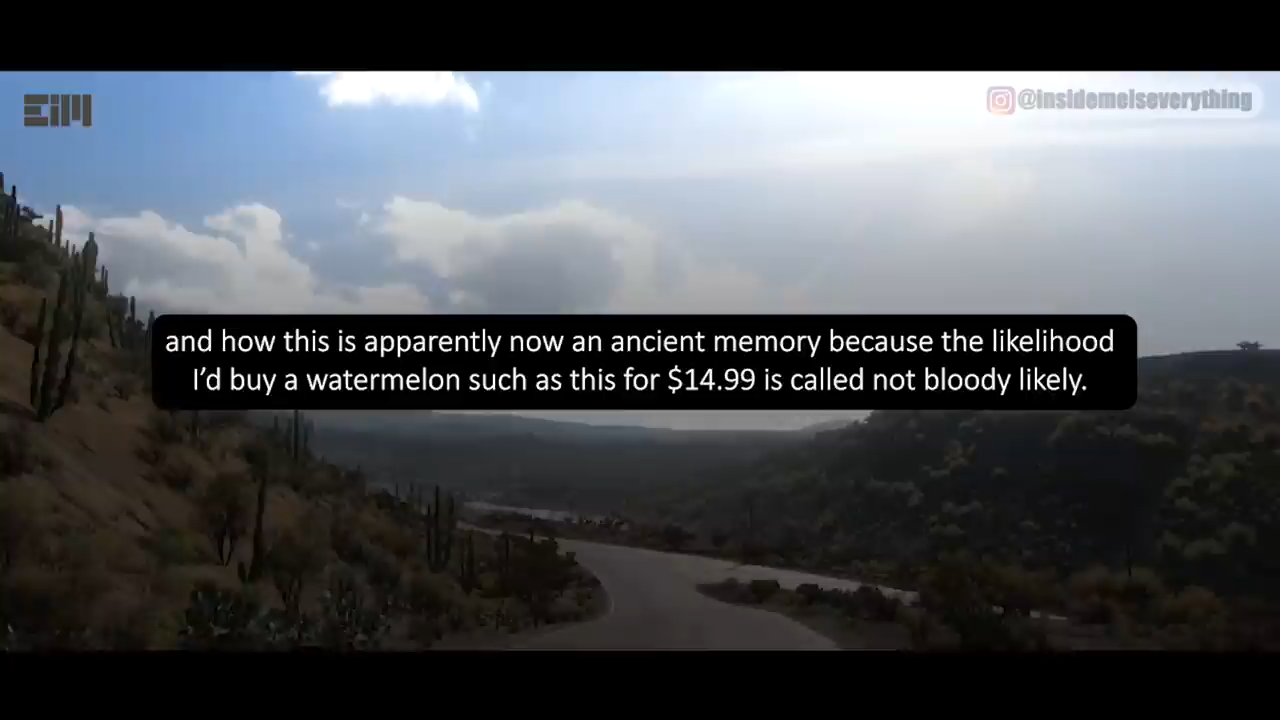 EiM
@insidemeiseverything
and how this is apparently now an ancient memory because the likelihood
I’d buy a watermelon such as this for $14.99 is called not bloody likely.